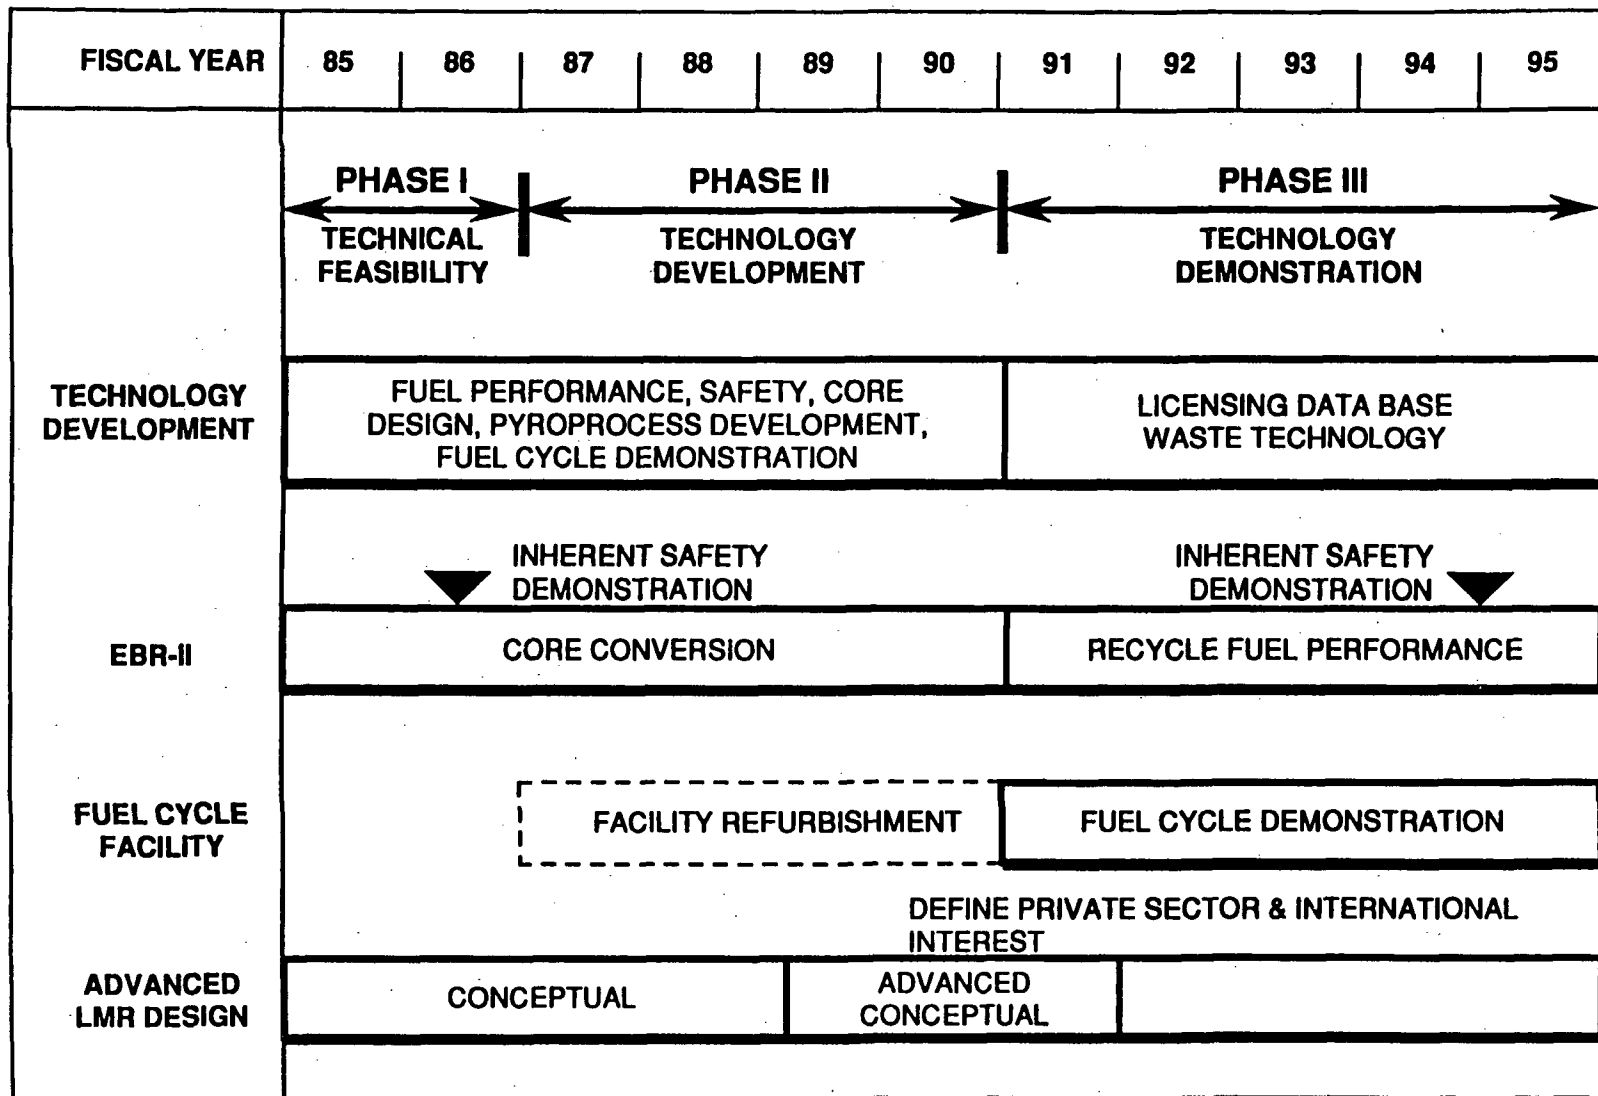 FISCAL YEAR 85 86 87 88 89 90 91 92 93 94 95
PHASE I PHASE II PHASE III
TECHNICAL
FEASIBILITY
TECHNOLOGY
DEVELOPMENT
TECHNOLOGY
DEMONSTRATION
TECHNOLOGY
DEVELOPMENT
FUEL PERFORMANCE, SAFETY, CORE
DESIGN, PYROPROCESS DEVELOPMENT,
FUEL CYCLE DEMONSTRATION
LICENSING DATA BASE
WASTE TECHNOLOGY
INHERENT SAFETY
DEMONSTRATION
INHERENT SAFETY
DEMONSTRATION
EBR-II
CORE CONVERSION
RECYCLE FUEL PERFORMANCE
FUEL CYCLE
FACILITY
FACILITY REFURBISHMENT
FUEL CYCLE DEMONSTRATION
DEFINE PRIVATE SECTOR & INTERNATIONAL
INTEREST
ADVANCED
LMR DESIGN
CONCEPTUAL
ADVANCED
CONCEPTUAL